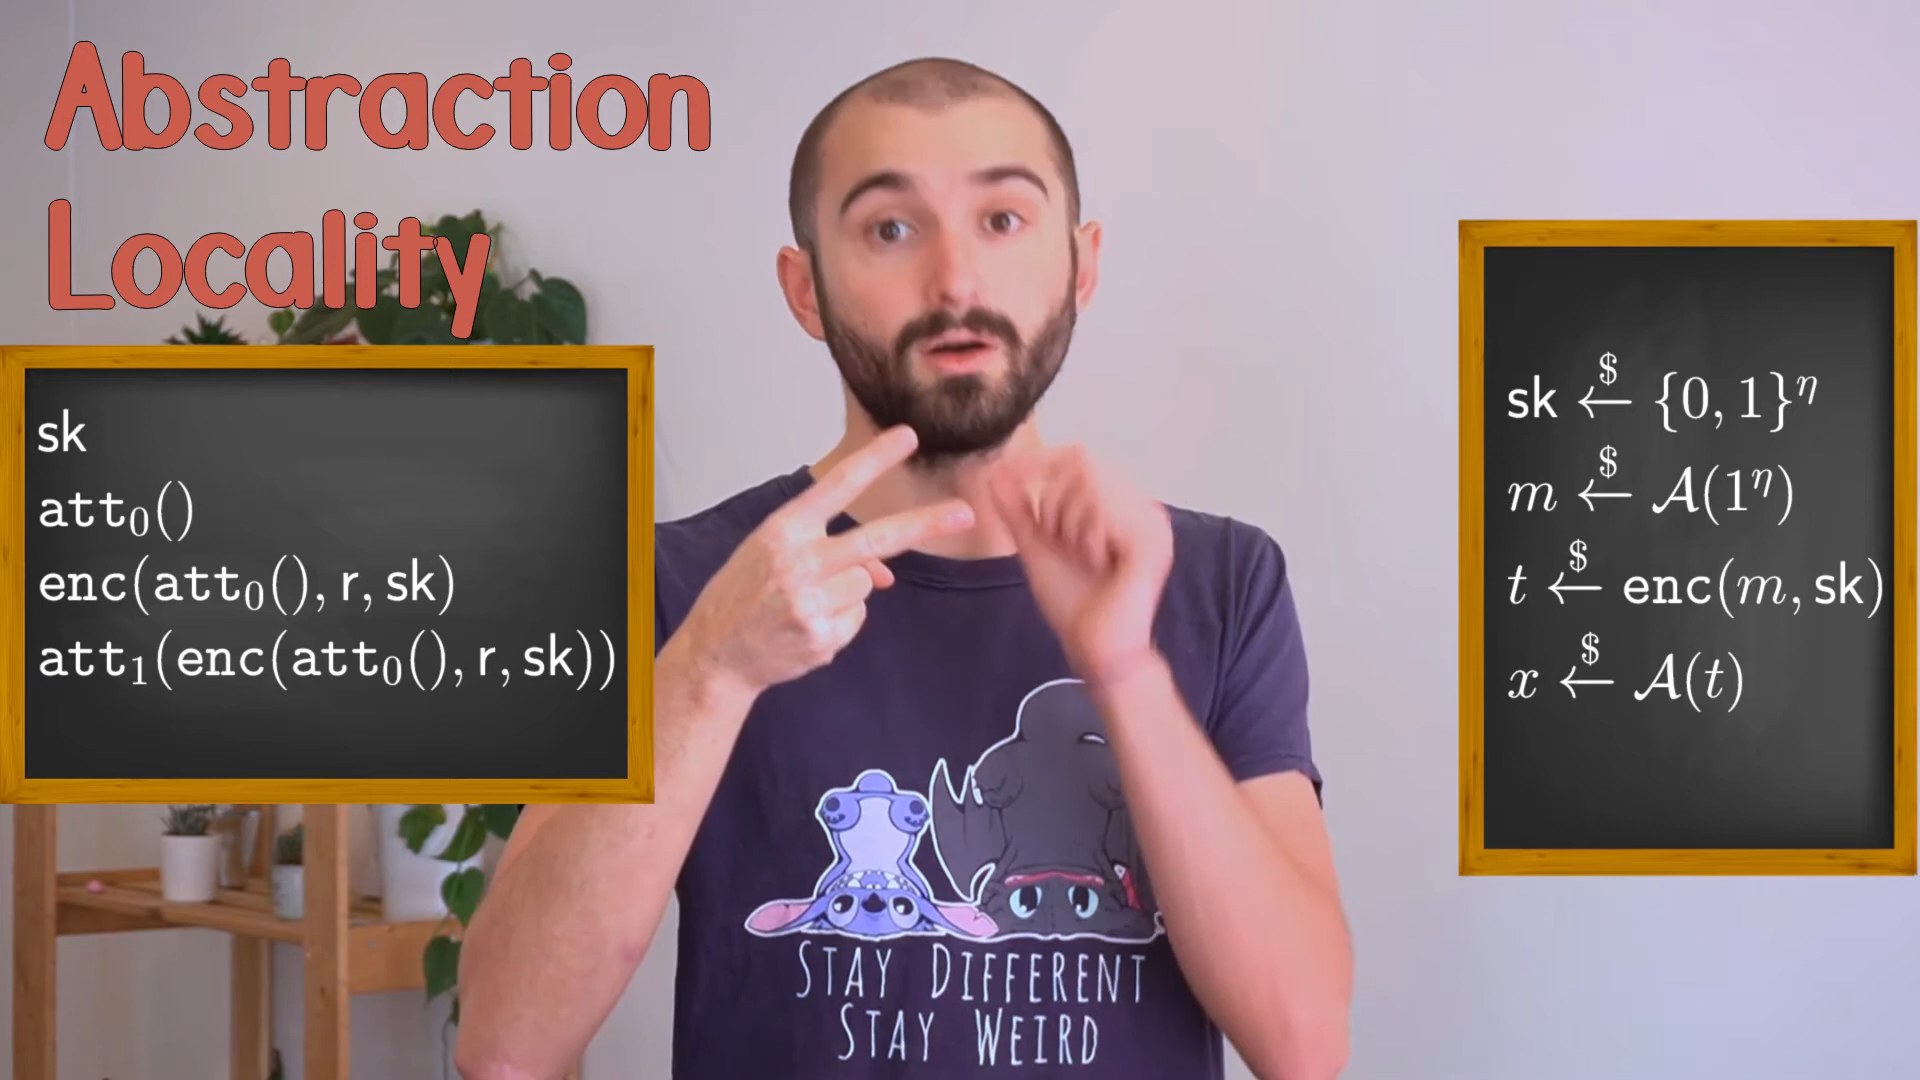 Abstraction
Locality
sk
att₀()
enc(att₀(), r, sk)
att₁(enc(att₀(), r, sk))
sk ←$ {0, 1}^η
m ←$ 𝒜(1^η)
t ←$ enc(m, sk)
x ←$ 𝒜(t)
STAY DIFFERENT
STAY WEIRD